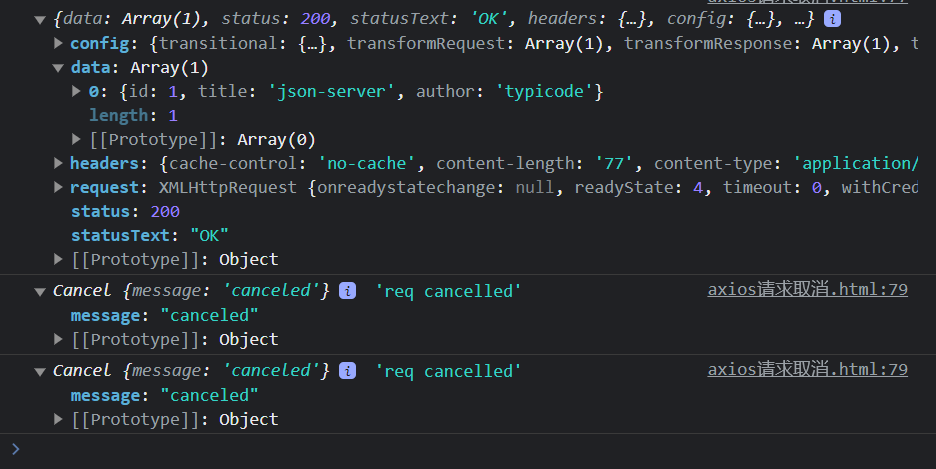 {data: Array(1), status: 200, statusText: 'OK', headers: {…}, config: {…}, …} i
config: {transitional: {…}, transformRequest: Array(1), transformResponse: Array(1), t
data: Array(1)
0: {id: 1, title: 'json-server', author: 'typicode'}
length: 1
[[Prototype]]: Array(0)
headers: {cache-control: 'no-cache', content-length: '77', content-type: 'application/
request: XMLHttpRequest {onreadystatechange: null, readyState: 4, timeout: 0, withCred
status: 200
statusText: "OK"
[[Prototype]]: Object
Cancel {message: 'canceled'} i 'req cancelled' axios请求取消.html:79
message: "canceled"
[[Prototype]]: Object
Cancel {message: 'canceled'} i 'req cancelled' axios请求取消.html:79
message: "canceled"
[[Prototype]]: Object